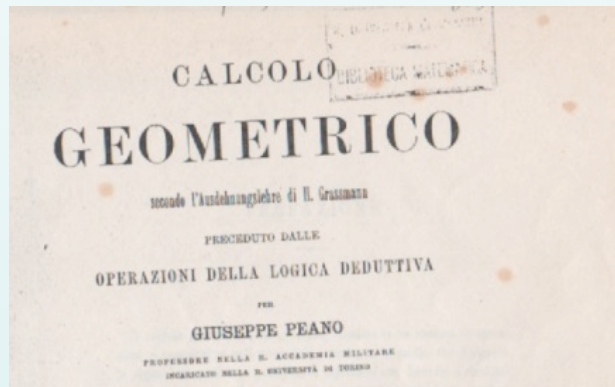 BIBLIOTECA MATEMATICA
CALCOLO
GEOMETRICO
secondo l'Ausdehnungslehre di H. Grassmann
PRECEDUTO DALLE
OPERAZIONI DELLA LOGICA DEDUTTIVA
PER
GIUSEPPE PEANO
PROFESSORE NELLA R. ACCADEMIA MILITARE
INCARICATO NELLA R. UNIVERSITÀ DI TORINO